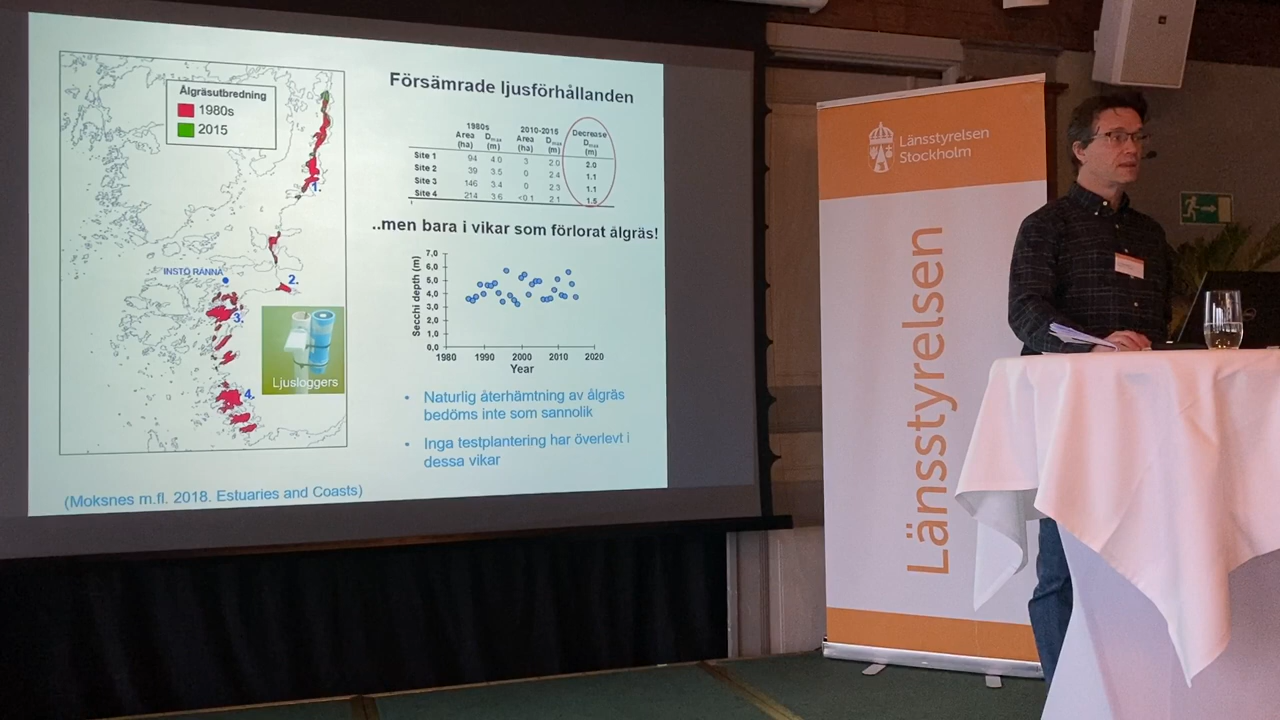 Ålgräsutbredning
1980s
2015
1.
INSTÖ RÄNNA
2.
3.
4.
Ljusloggers
(Moksnes m.fl. 2018. Estuaries and Coasts)
Försämrade ljusförhållanden
1980s 2010-2015 Decrease
Area Dmax Area Dmax Dmax
(ha) (m) (ha) (m) (m)
Site 1 94 4.0 3 2.0 2.0
Site 2 39 3.5 0 2.4 1.1
Site 3 146 3.4 0 2.3 1.1
Site 4 214 3.6 <0.1 2.1 1.5
..men bara i vikar som förlorat ålgräs!
Secchi depth (m)
7,0
6,0
5,0
4,0
3,0
2,0
1,0
0,0
1980 1990 2000 2010 2020
Year
• Naturlig återhämtning av ålgräs
bedöms inte som sannolik
• Inga testplantering har överlevt i
dessa vikar
Länsstyrelsen
Stockholm
Länsstyrelsen